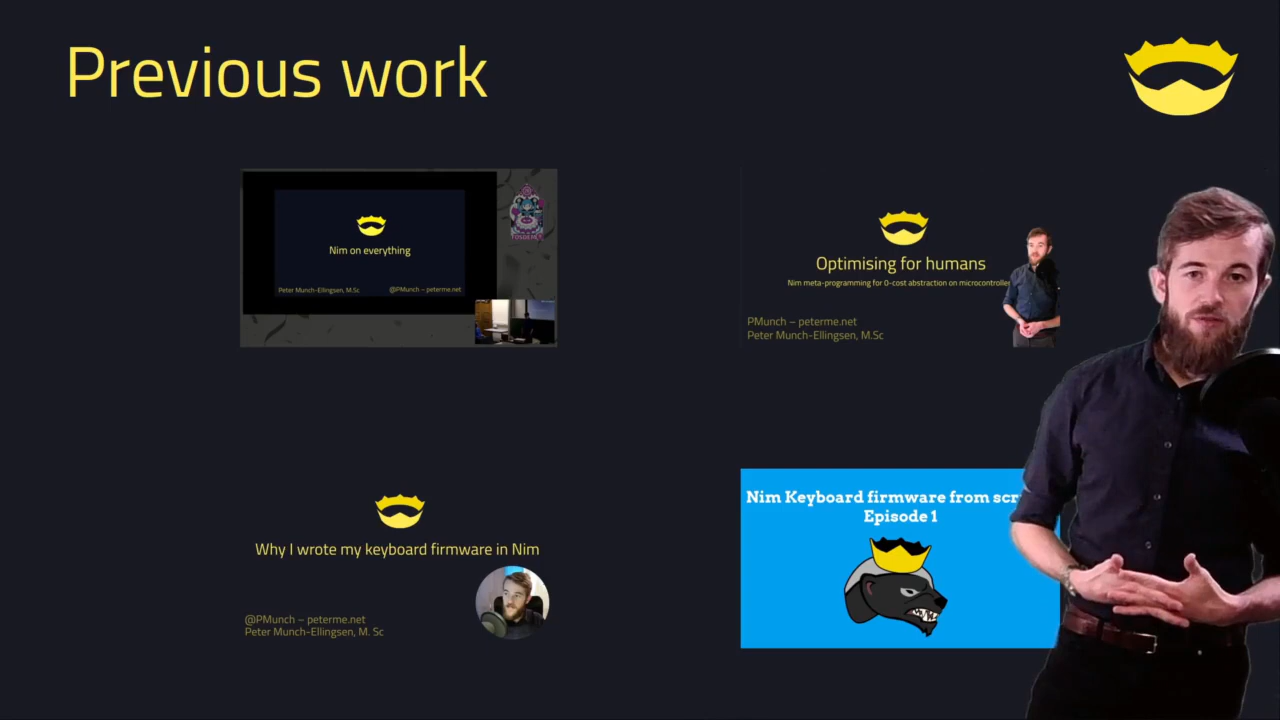 Previous work
Nim on everything
Peter Munch-Ellingsen, M.Sc
@PMunch – peterme.net
FOSDEM
Optimising for humans
Nim meta-programming for 0-cost abstraction on microcontroller
PMunch – peterme.net
Peter Munch-Ellingsen, M.Sc
Why I wrote my keyboard firmware in Nim
@PMunch – peterme.net
Peter Munch-Ellingsen, M. Sc
Nim Keyboard firmware from scr
Episode 1